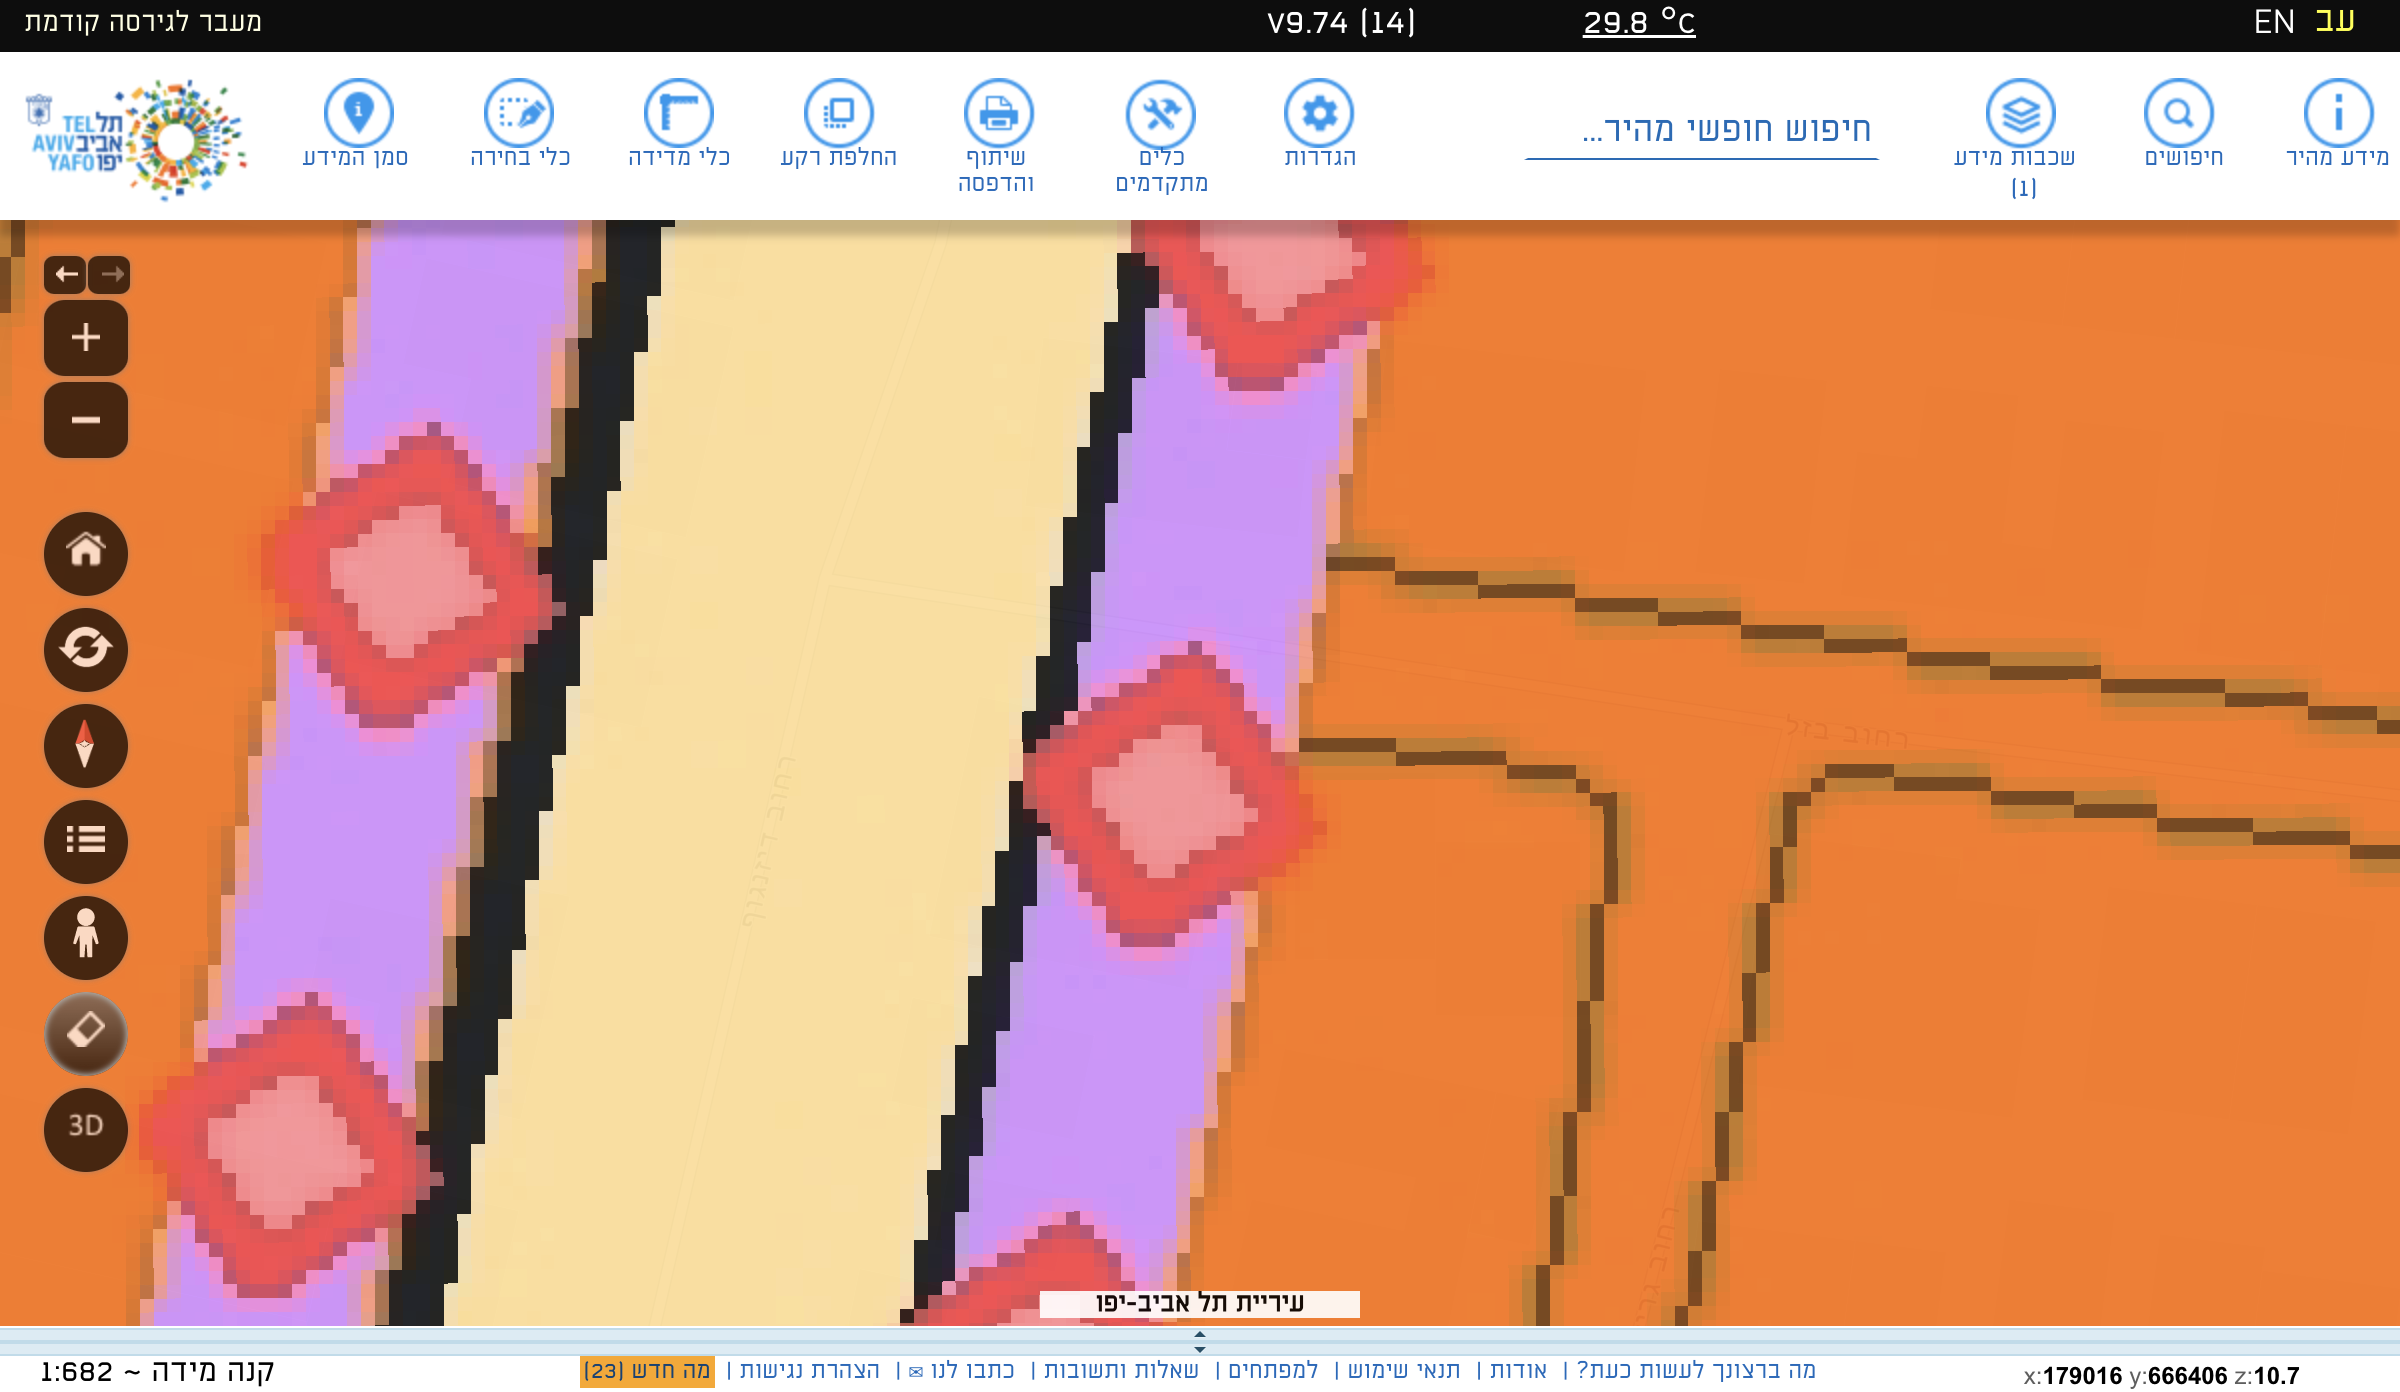 עב EN
29.8 °C
V9.74 (14)
מעבר לגירסה קודמת
מידע מהיר
חיפושים
שכבות מידע
(1)
חיפוש חופשי מהיר...
הגדרות
כלים
מתקדמים
שיתוף
והדפסה
החלפת רקע
כלי מדידה
כלי בחירה
סמן המידע
TEL תל
AVIV אביב
YAFO יפו
3D
רחוב דיזנגוף
רחוב בזל
עיריית תל אביב-יפו
x:179016 y:666406 z:10.7
מה ברצונך לעשות כעת? | אודות | תנאי שימוש | למפתחים | שאלות ותשובות | כתבו לנו ✉ | הצהרת נגישות | מה חדש (23)
קנה מידה ~ 1:682